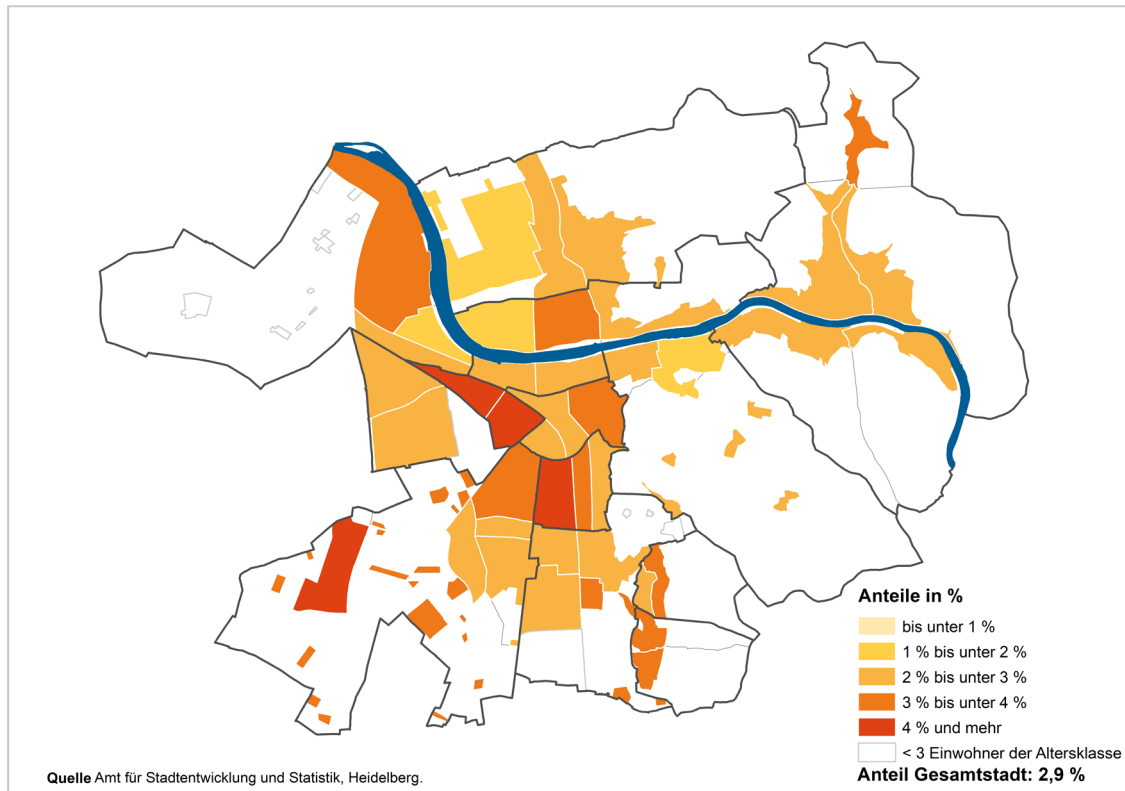 Anteile in %
bis unter 1 %
1 % bis unter 2 %
2 % bis unter 3 %
3 % bis unter 4 %
4 % und mehr
< 3 Einwohner der Altersklasse
Anteil Gesamtstadt: 2,9 %
Quelle Amt für Stadtentwicklung und Statistik, Heidelberg.